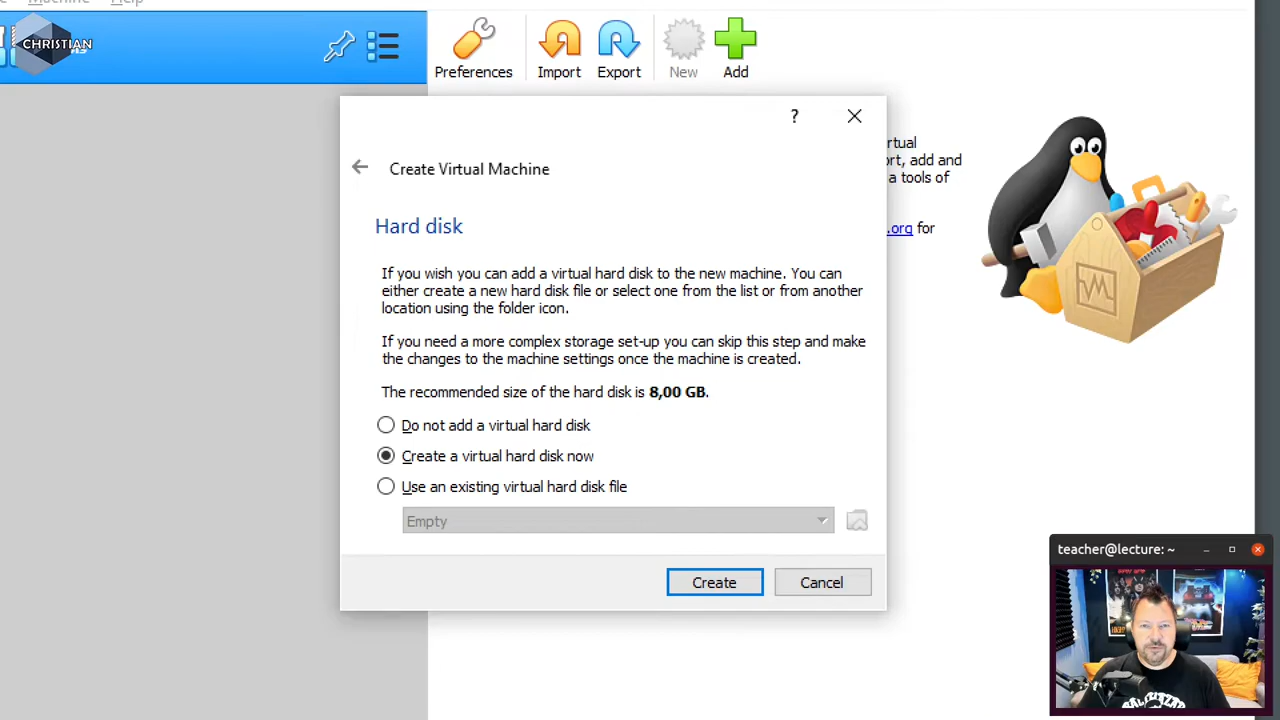 Machine
Help
CHRISTIAN
Preferences
Import
Export
New
Add
Create Virtual Machine
Hard disk
If you wish you can add a virtual hard disk to the new machine. You can
either create a new hard disk file or select one from the list or from another
location using the folder icon.
If you need a more complex storage set-up you can skip this step and make
the changes to the machine settings once the machine is created.
The recommended size of the hard disk is 8,00 GB.
Do not add a virtual hard disk
Create a virtual hard disk now
Use an existing virtual hard disk file
Empty
Create
Cancel
add and
a tools of
.org for
teacher@lecture: ~